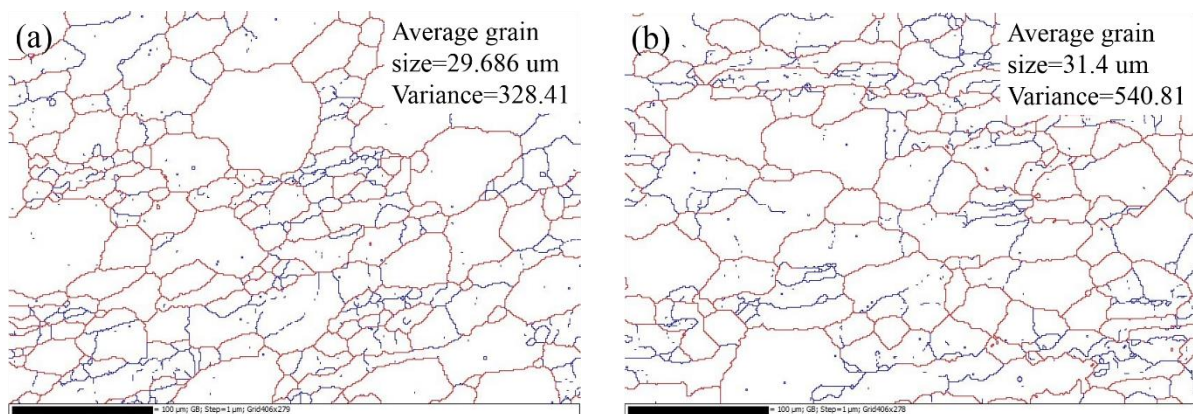 (a)
Average grain
size=29.686 um
Variance=328.41
= 100 µm; GB; Step=1 µm; Grid406x279
(b)
Average grain
size=31.4 um
Variance=540.81
= 100 µm; GB; Step=1 µm; Grid406x278